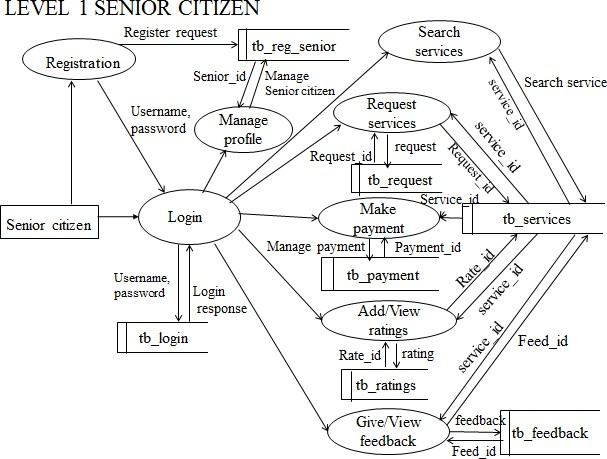 LEVEL 1 SENIOR CITIZEN
Register request
Registration
tb_reg_senior
Search
services
Senior_id
Manage
Senior citizen
Search service
service_id
Username,
password
Manage
profile
Request
services
service_id
Request_id
request
Request_id
tb_request
Service_id
Senior citizen
Login
Make
payment
tb_services
Manage payment
Payment_id
tb_payment
Rate_id
service_id
Username,
password
Login
response
tb_login
Add/View
ratings
Rate_id
rating
tb_ratings
service_id
Feed_id
Give/View
feedback
feedback
Feed_id
tb_feedback